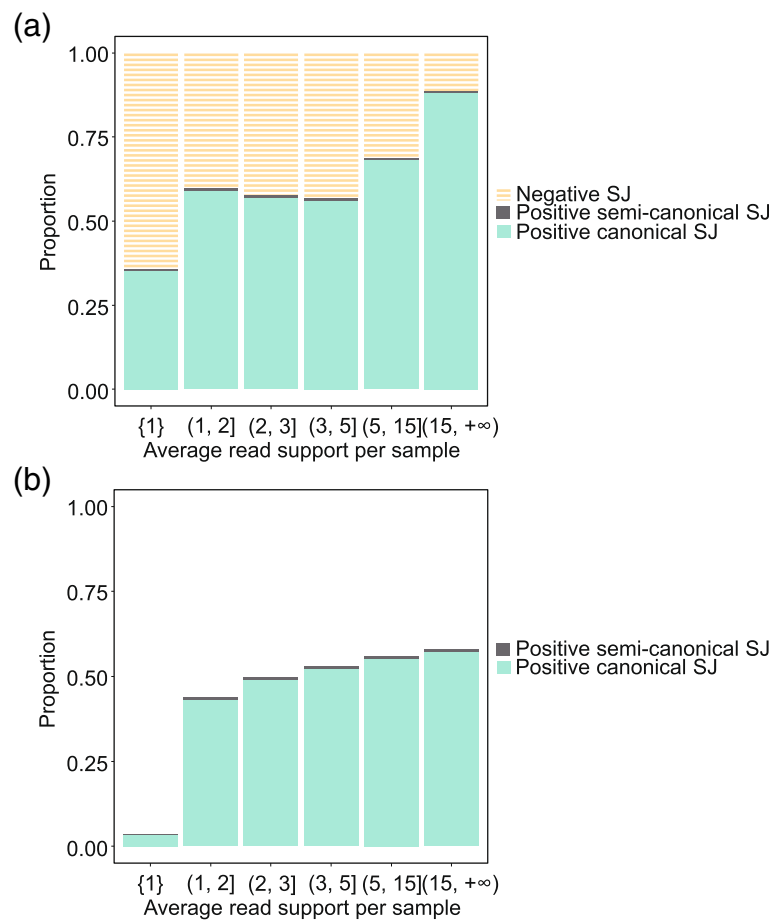 (a)
1.00
0.75
0.50
0.25
0.00
Proportion
{1} (1, 2] (2, 3] (3, 5] (5, 15] (15, +∞)
Average read support per sample
Negative SJ
Positive semi-canonical SJ
Positive canonical SJ
(b)
1.00
0.75
0.50
0.25
0.00
Proportion
{1} (1, 2] (2, 3] (3, 5] (5, 15] (15, +∞)
Average read support per sample
Positive semi-canonical SJ
Positive canonical SJ